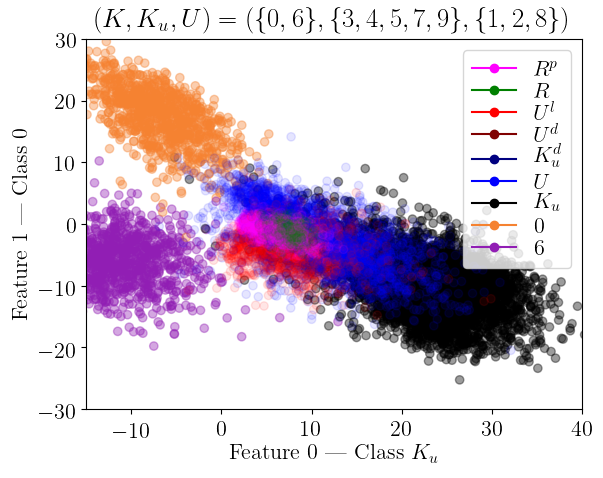 (K, K_u, U) = ({0, 6}, {3, 4, 5, 7, 9}, {1, 2, 8})
30
20
10
0
−10
−20
−30
Feature 1 — Class 0
R^p
R
U^l
U^d
K_u^d
U
K_u
0
6
−10
0
10
20
30
40
Feature 0 — Class K_u